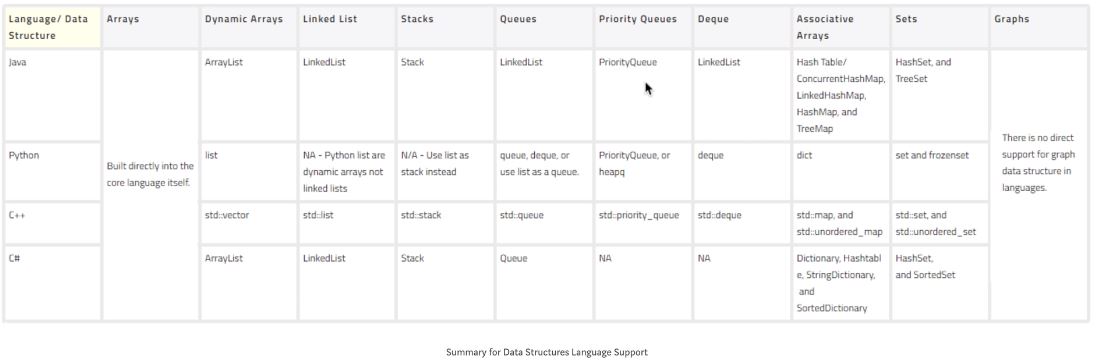 Language/ Data
Structure
Arrays
Dynamic Arrays
Linked List
Stacks
Queues
Priority Queues
Deque
Associative
Arrays
Sets
Graphs
Java
Built directly into the
core language itself.
ArrayList
LinkedList
Stack
LinkedList
PriorityQueue
LinkedList
Hash Table/
ConcurrentHashMap,
LinkedHashMap,
HashMap, and
TreeMap
HashSet, and
TreeSet
There is no direct
support for graph
data structure in
languages.
Python
list
NA - Python list are
dynamic arrays not
linked lists
N/A - Use list as
stack instead
queue, deque, or
use list as a queue.
PriorityQueue, or
heapq
deque
dict
set and frozenset
C++
std::vector
std::list
std::stack
std::queue
std::priority_queue
std::deque
std::map, and
std::unordered_map
std::set, and
std::unordered_set
C#
ArrayList
LinkedList
Stack
Queue
NA
NA
Dictionary, Hashtabl
e, StringDictionary,
and
SortedDictionary
HashSet,
and SortedSet
Summary for Data Structures Language Support